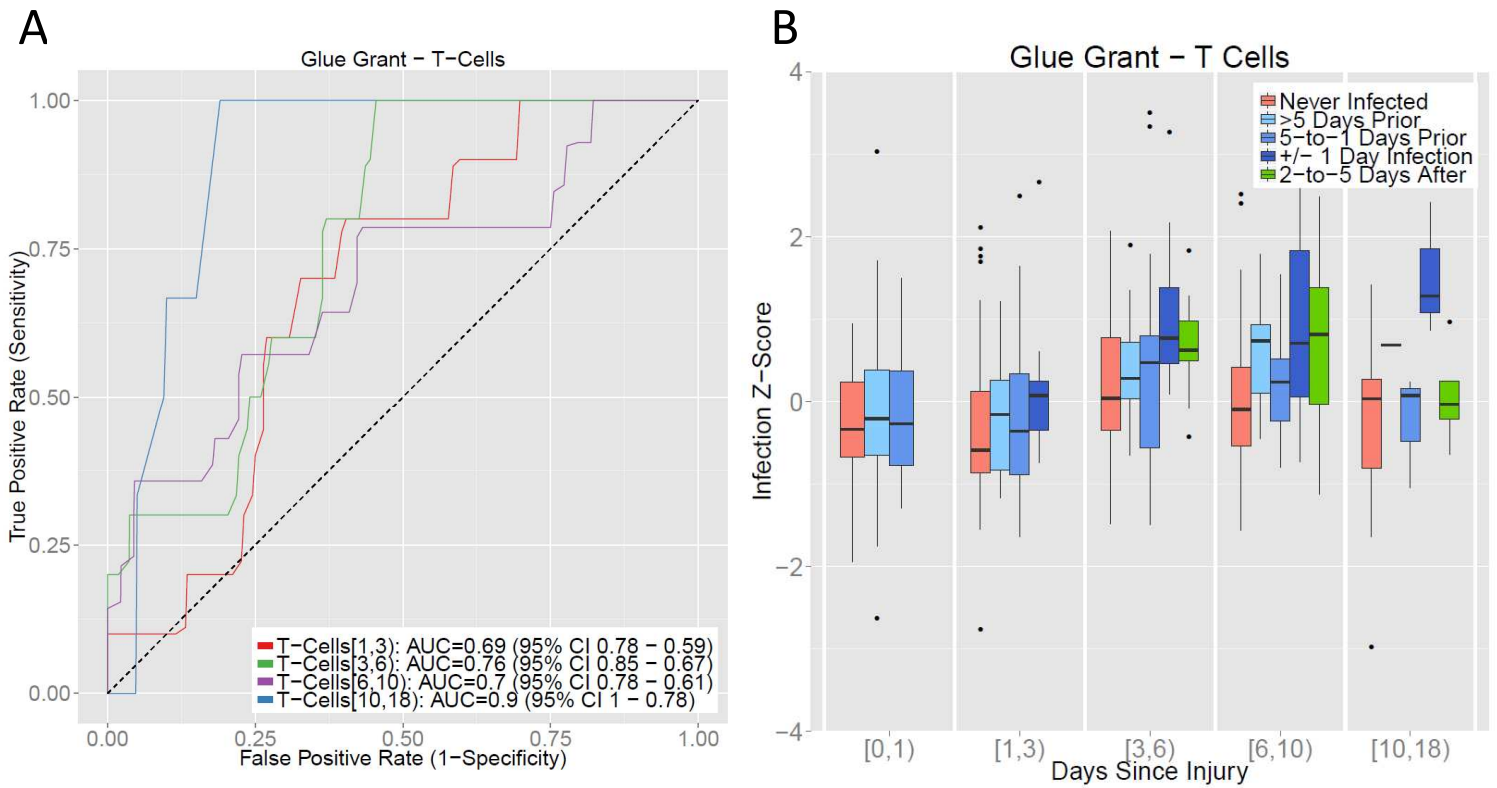 A
Glue Grant − T−Cells
True Positive Rate (Sensitivity)
1.00
0.75
0.50
0.25
0.00
T−Cells[1,3): AUC=0.69 (95% CI 0.78 − 0.59)
T−Cells[3,6): AUC=0.76 (95% CI 0.85 − 0.67)
T−Cells[6,10): AUC=0.7 (95% CI 0.78 − 0.61)
T−Cells[10,18): AUC=0.9 (95% CI 1 − 0.78)
0.00 0.25 0.50 0.75 1.00
False Positive Rate (1−Specificity)
B
Glue Grant − T Cells
Infection Z−Score
4
2
0
−2
−4
Never Infected
>5 Days Prior
5−to−1 Days Prior
+/− 1 Day Infection
2−to−5 Days After
[0,1) [1,3) [3,6) [6,10) [10,18)
Days Since Injury